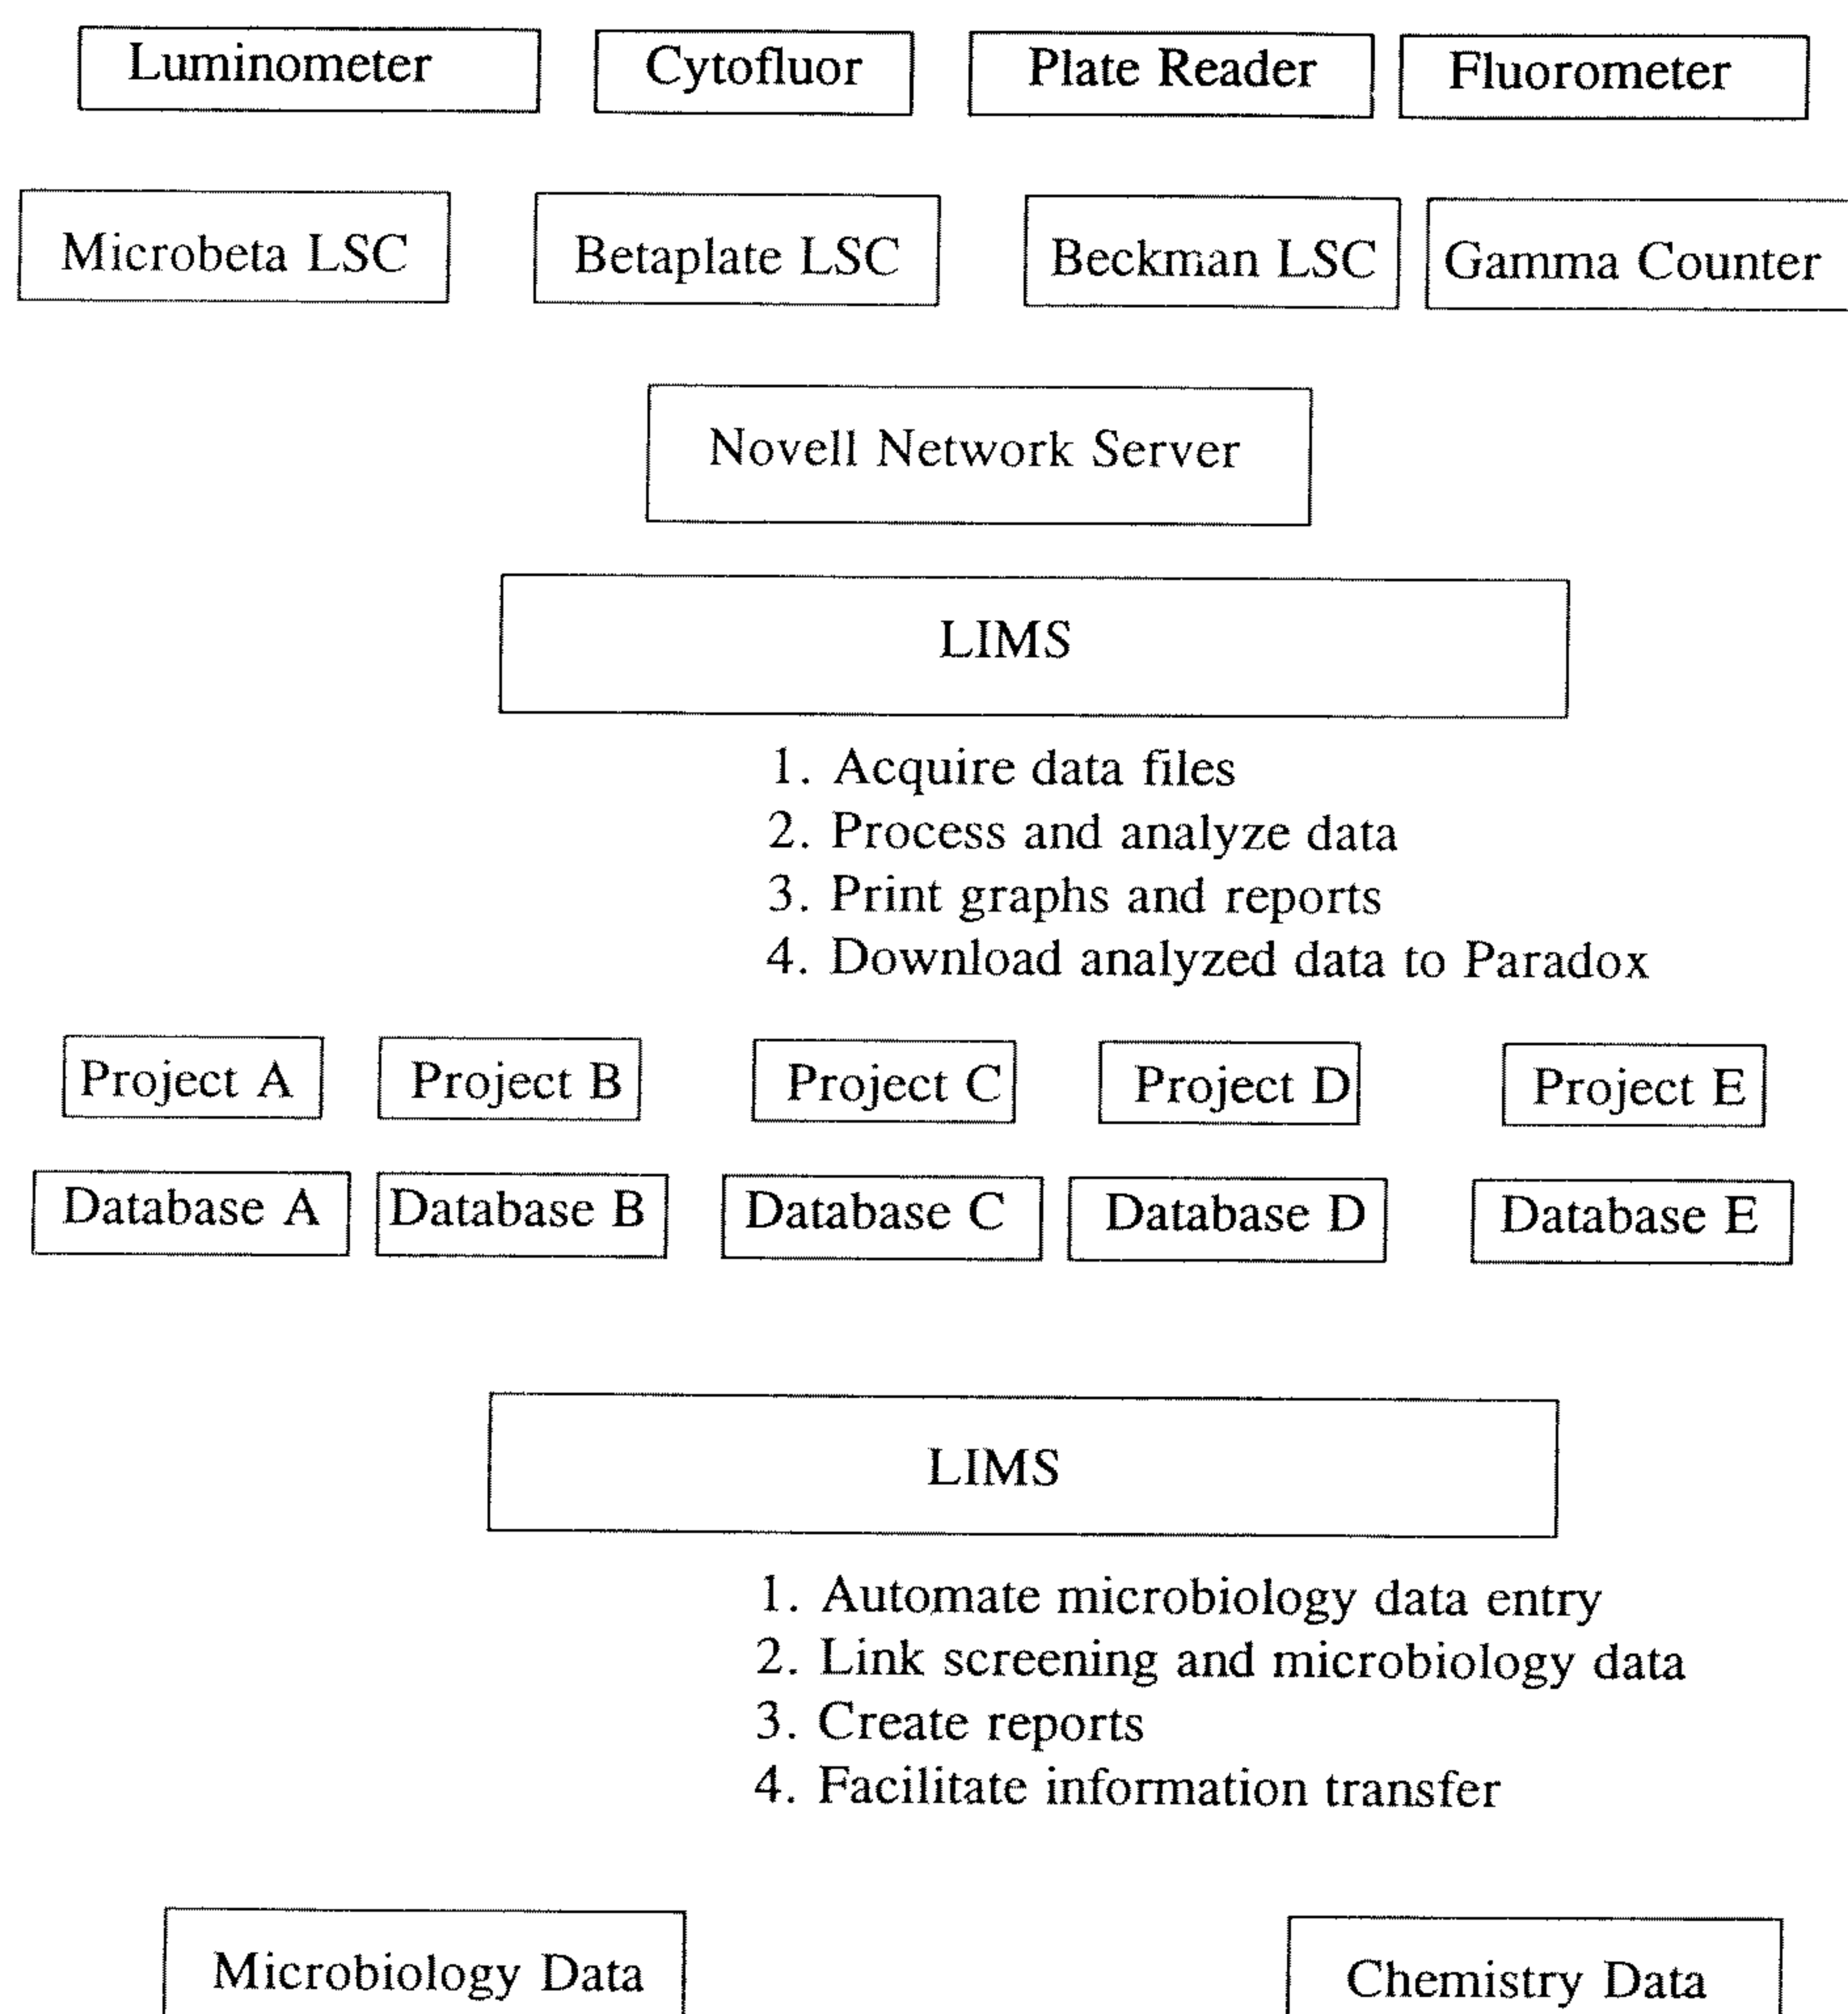 Luminometer Cytofluor Plate Reader Fluorometer
Microbeta LSC Betaplate LSC Beckman LSC Gamma Counter
Novell Network Server
LIMS
1. Acquire data files
2. Process and analyze data
3. Print graphs and reports
4. Download analyzed data to Paradox
Project A Project B Project C Project D Project E
Database A Database B Database C Database D Database E
LIMS
1. Automate microbiology data entry
2. Link screening and microbiology data
3. Create reports
4. Facilitate information transfer
Microbiology Data Chemistry Data